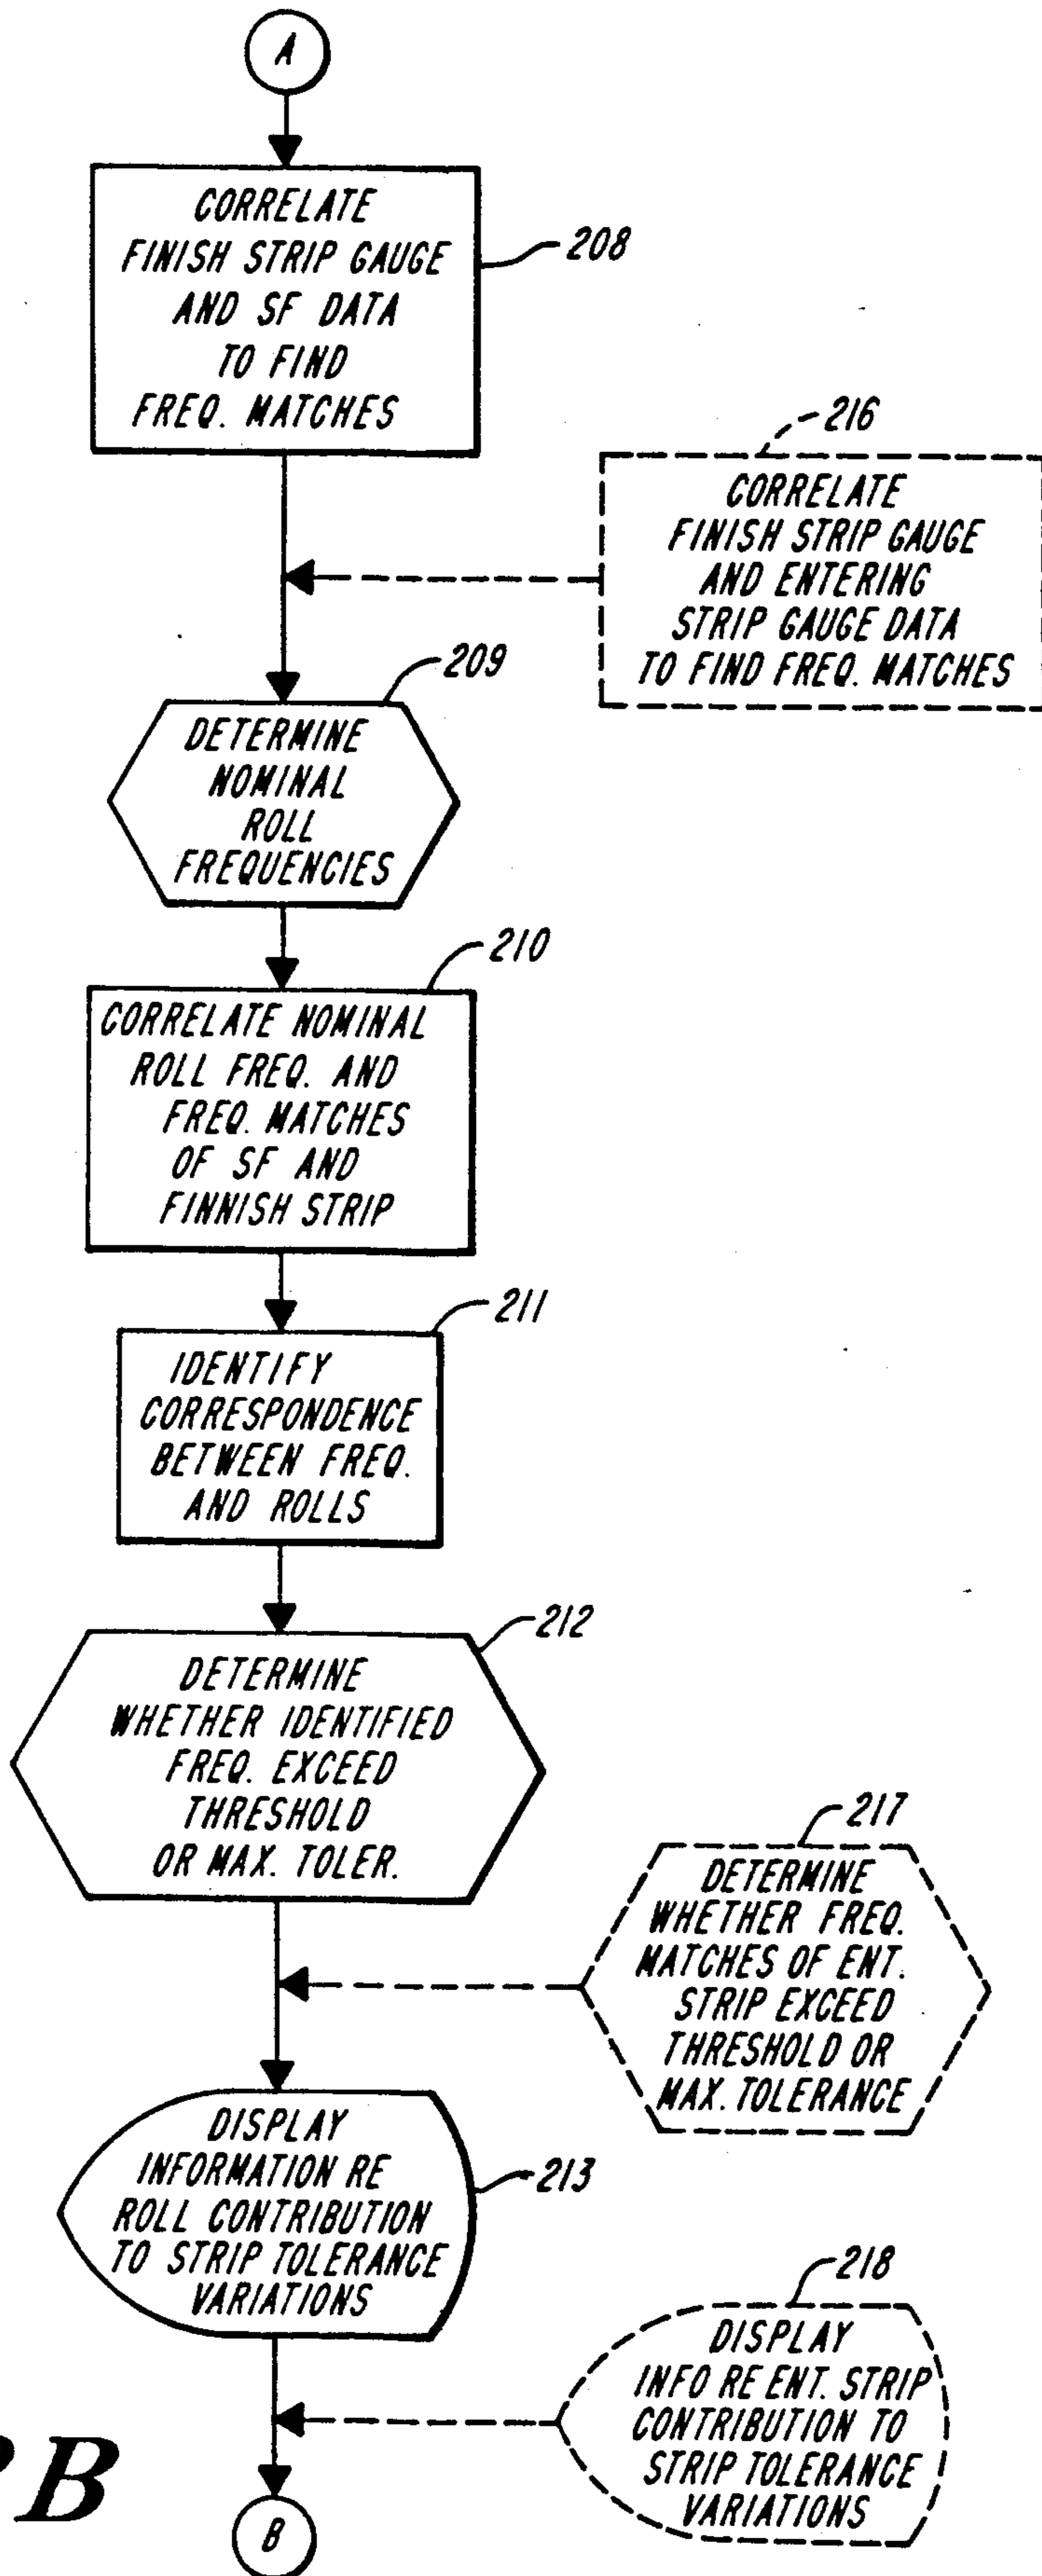 A
CORRELATE
FINISH STRIP GAUGE
AND SF DATA
TO FIND
FREQ. MATCHES
208
216
CORRELATE
FINISH STRIP GAUGE
AND ENTERING
STRIP GAUGE DATA
TO FIND FREQ. MATCHES
209
DETERMINE
NOMINAL
ROLL
FREQUENCIES
210
CORRELATE NOMINAL
ROLL FREQ. AND
FREQ. MATCHES
OF SF AND
FINNISH STRIP
211
IDENTIFY
CORRESPONDENCE
BETWEEN FREQ.
AND ROLLS
212
DETERMINE
WHETHER IDENTIFIED
FREQ. EXCEED
THRESHOLD
OR MAX. TOLER.
217
DETERMINE
WHETHER FREQ.
MATCHES OF ENT.
STRIP EXCEED
THRESHOLD OR
MAX. TOLERANCE
DISPLAY
INFORMATION RE
ROLL CONTRIBUTION
TO STRIP TOLERANCE
VARIATIONS
213
218
DISPLAY
INFO RE ENT. STRIP
CONTRIBUTION TO
STRIP TOLERANCE
VARIATIONS
B
B